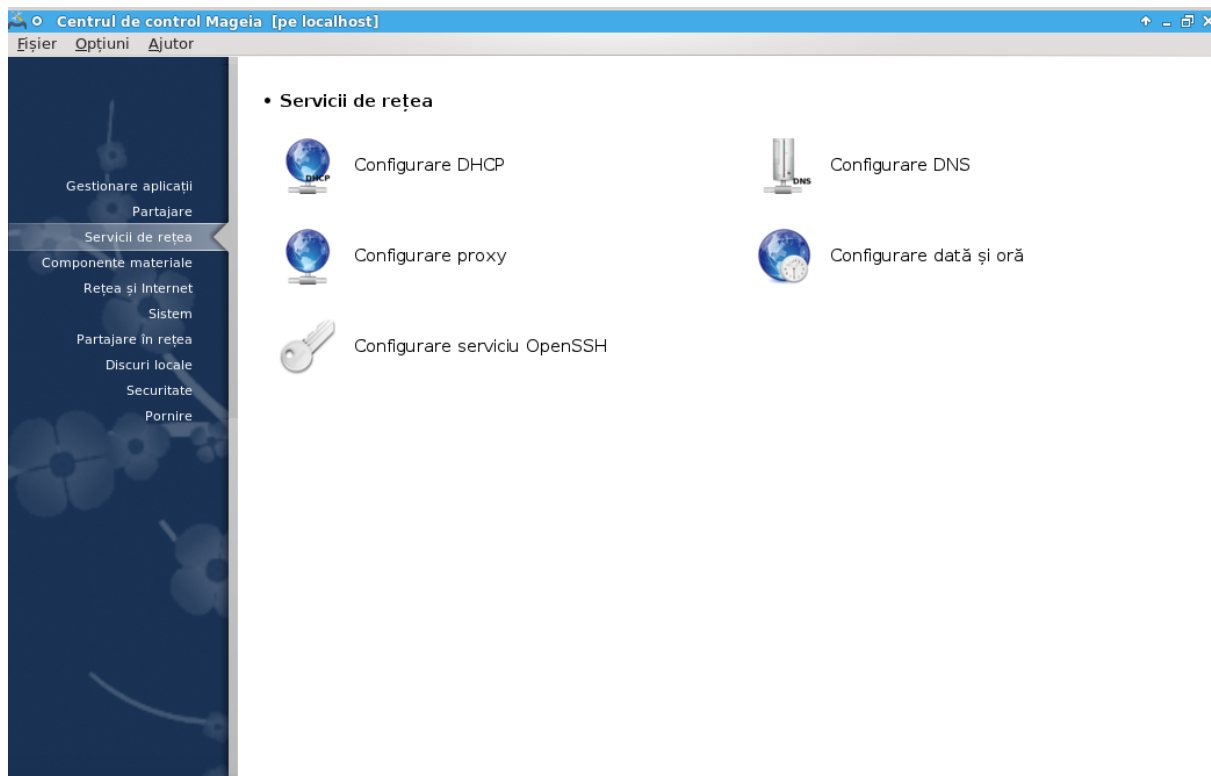 Centrul de control Mageia [pe localhost]
Fișier Opțiuni Ajutor
Gestionare aplicații
Partajare
Servicii de rețea
Componente materiale
Rețea și Internet
Sistem
Partajare în rețea
Discuri locale
Securitate
Pornire
• Servicii de rețea
DHCP
Configurare DHCP
DNS
Configurare DNS
Configurare proxy
Configurare dată și oră
Configurare serviciu OpenSSH